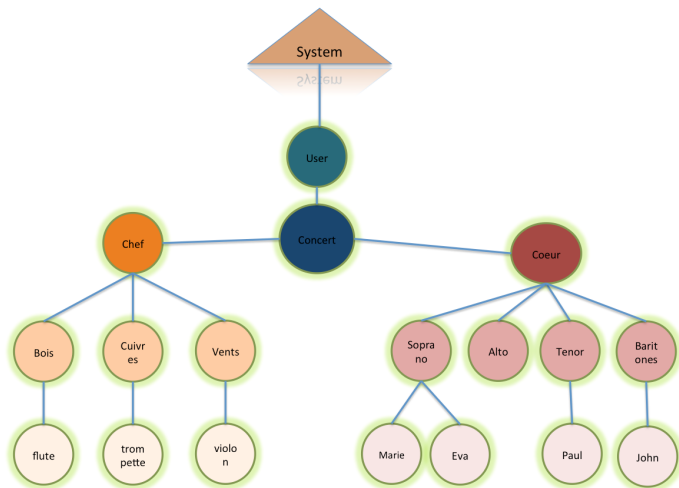 System
User
Concert
Chef
Coeur
Bois
Cuivr
es
Vents
Sopra
no
Alto
Tenor
Barit
ones
flute
trom
pette
violo
n
Marie
Eva
Paul
John